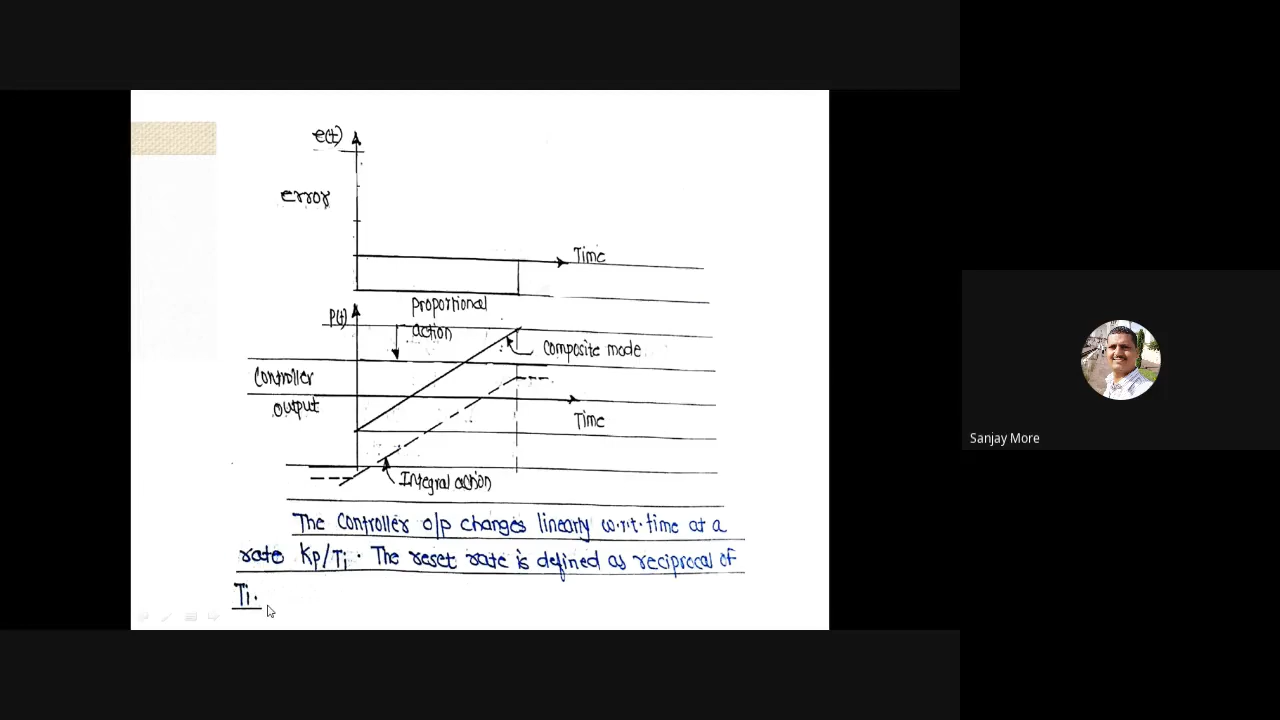 e(t)
error
Time
proportional
action
p(t)
composite mode
Controller
output
Time
Integral action
The Controller o/p changes linearly w.r.t. time at a
rate Kp/Ti. The reset rate is defined as reciprocal of
Ti.
Sanjay More